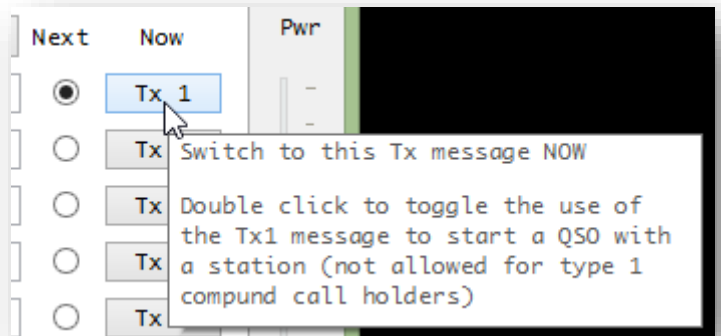 Next Now Pwr
Tx 1
Tx
Tx
Tx
Tx
Switch to this Tx message NOW
Double click to toggle the use of
the Tx1 message to start a QSO with
a station (not allowed for type 1
compund call holders)